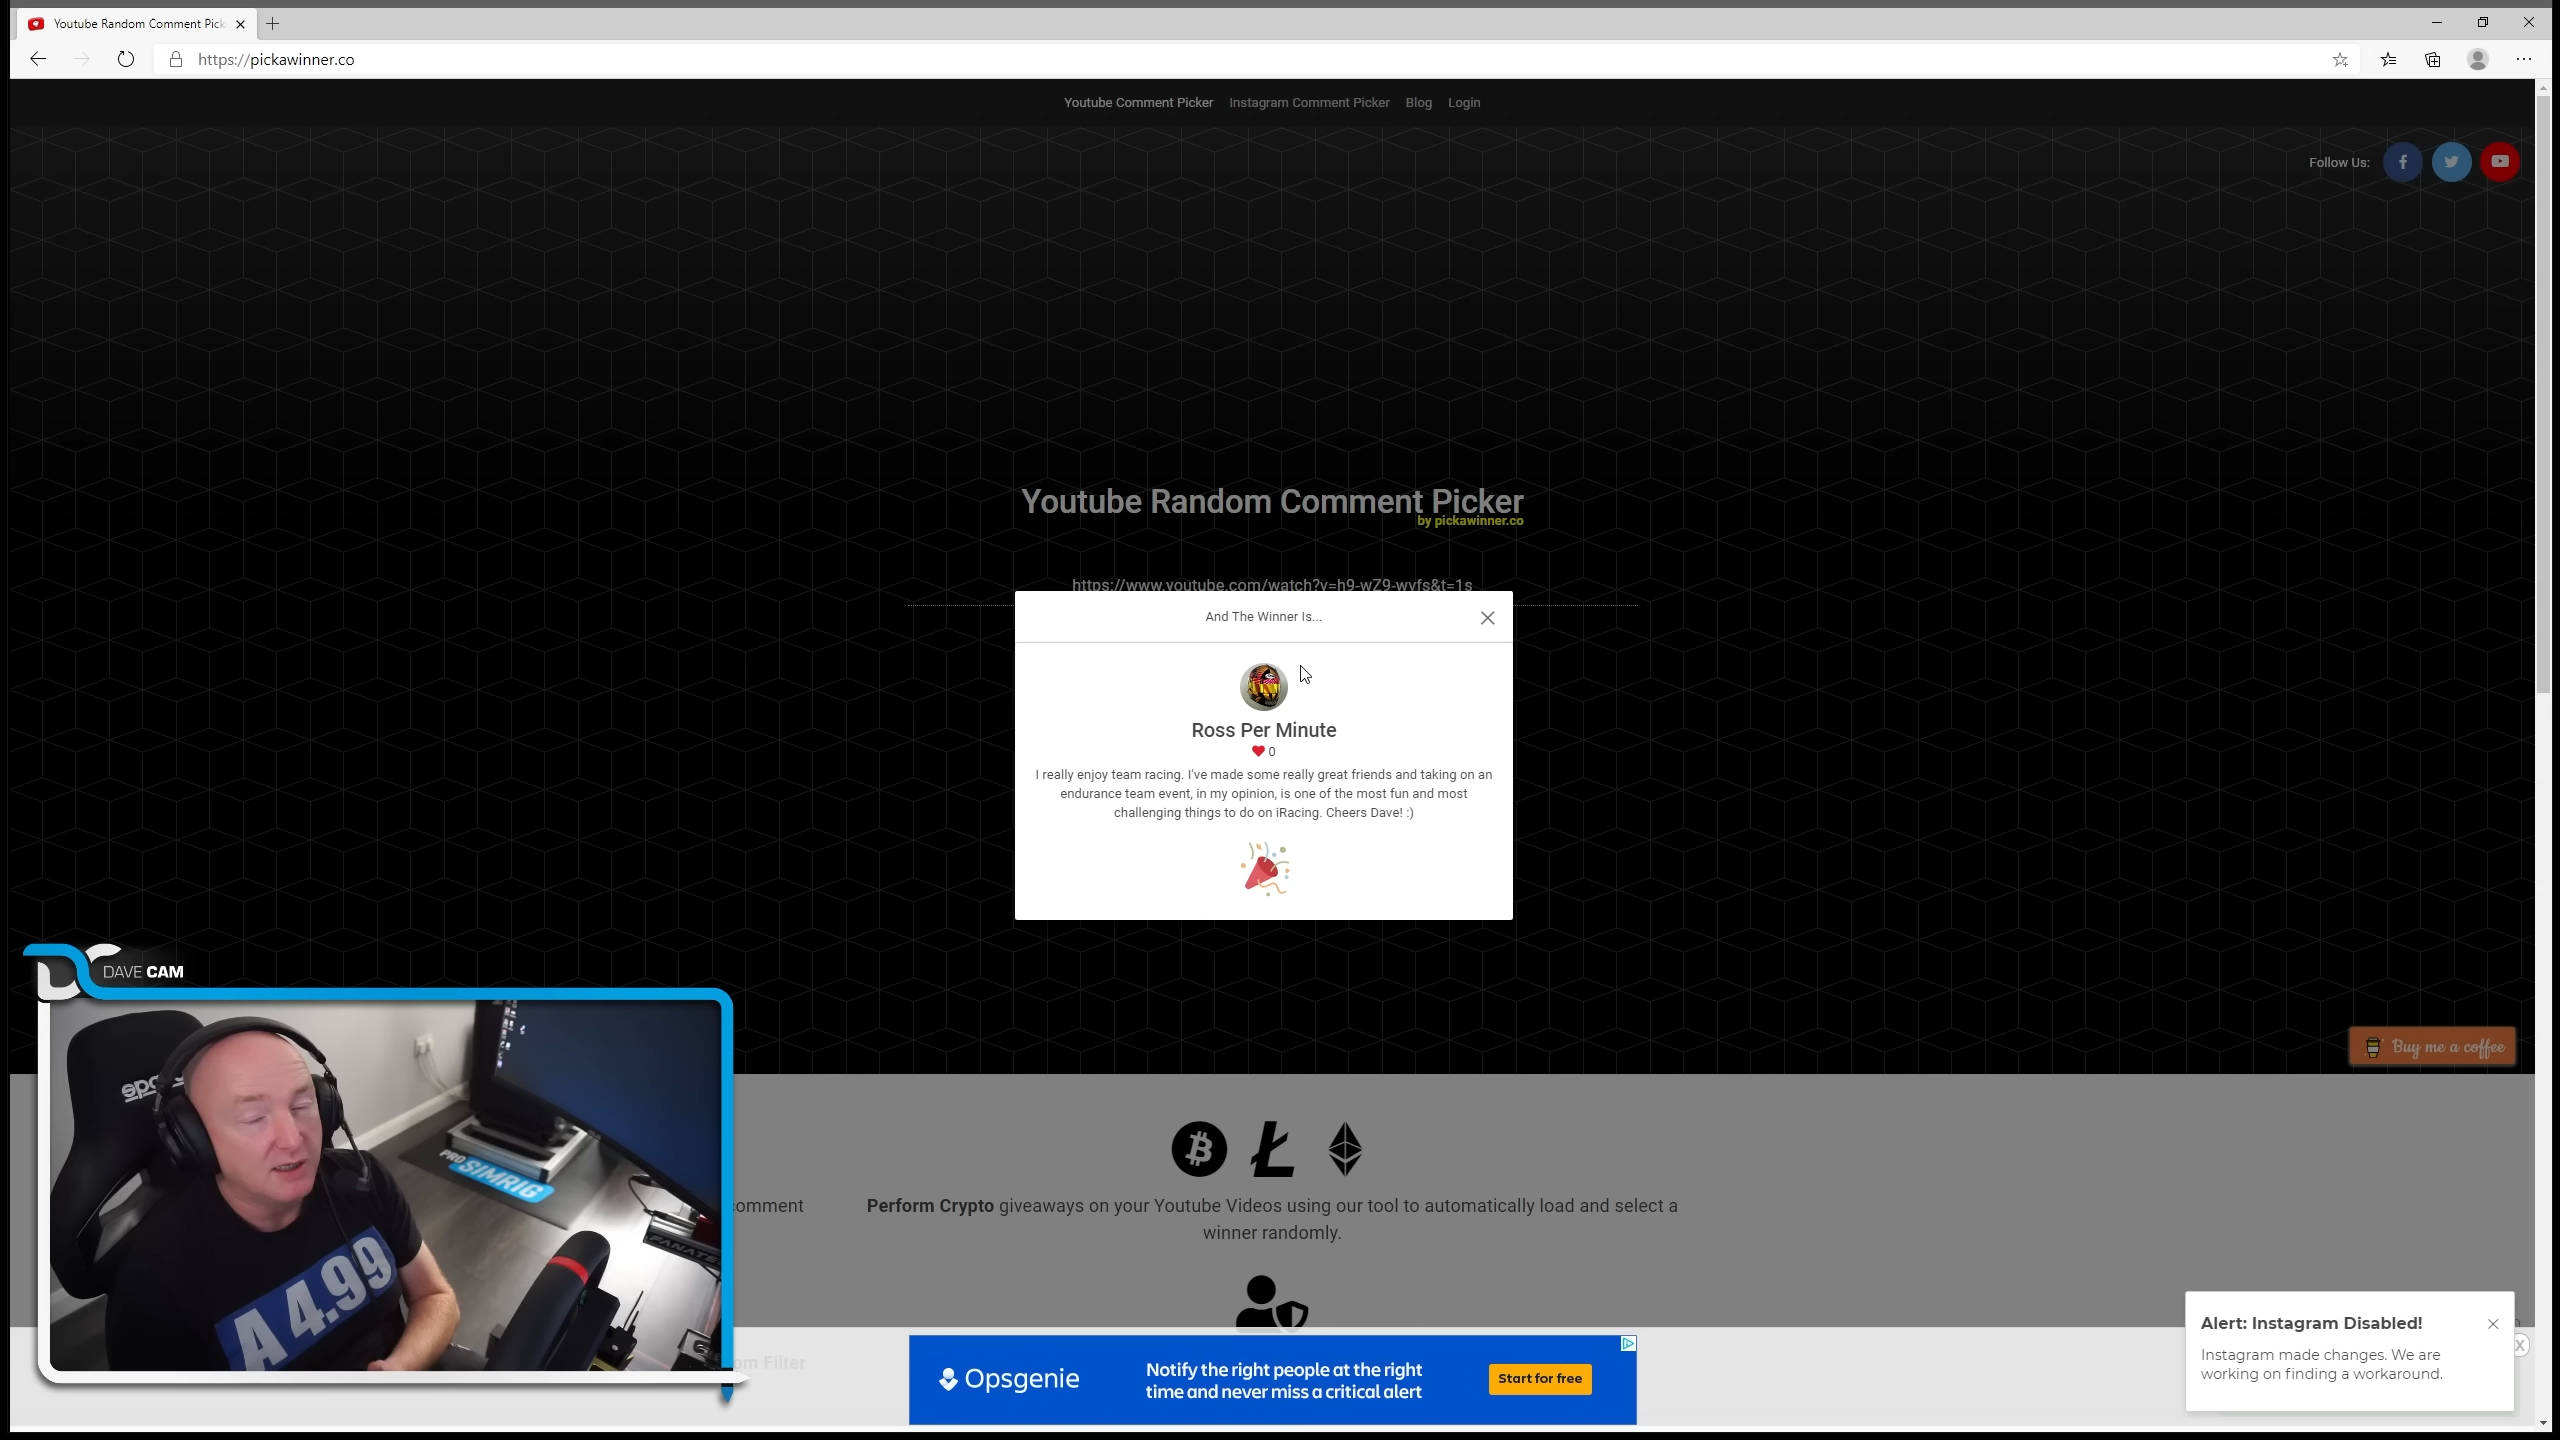 Youtube Random Comment Pick
https://pickawinner.co
Youtube Comment Picker Instagram Comment Picker Blog Login
Follow Us:
Youtube Random Comment Picker
by pickawinner.co
https://www.youtube.com/watch?v=h9-wZ9-wvfs&t=1s
And The Winner Is...
Ross Per Minute
0
I really enjoy team racing. I've made some really great friends and taking on an
endurance team event, in my opinion, is one of the most fun and most
challenging things to do on iRacing. Cheers Dave! :)
DAVE CAM
PRO
SIMRIG
A 4.99
Buy me a coffee
comment
Perform Crypto giveaways on your Youtube Videos using our tool to automatically load and select a
winner randomly.
om Filter
Opsgenie
Notify the right people at the right
time and never miss a critical alert
Start for free
Alert: Instagram Disabled!
Instagram made changes. We are
working on finding a workaround.